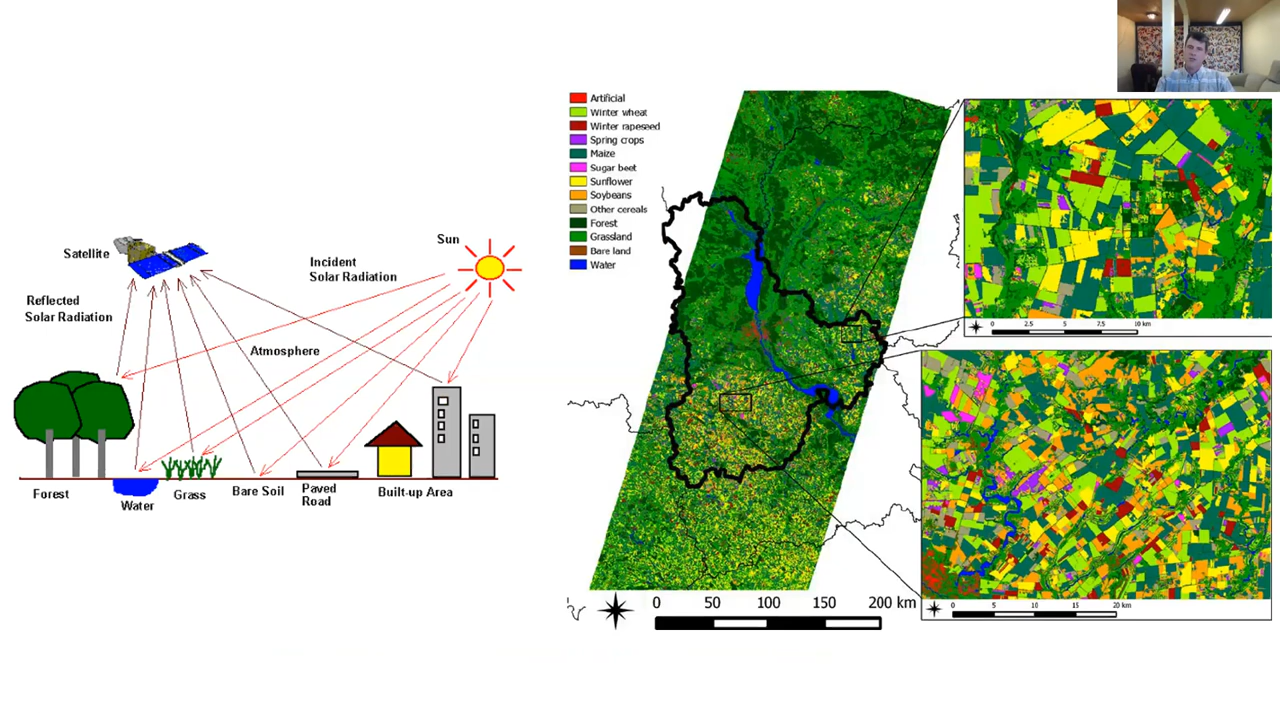 Satellite
Sun
Incident
Solar Radiation
Reflected
Solar Radiation
Atmosphere
Forest
Water
Grass
Bare Soil
Paved
Road
Built-up Area
Artificial
Winter wheat
Winter rapeseed
Spring crops
Maize
Sugar beet
Sunflower
Soybeans
Other cereals
Forest
Grassland
Bare land
Water
0 50 100 150 200 km
0 2.5 5 7.5 10 km
0 5 10 15 20 km